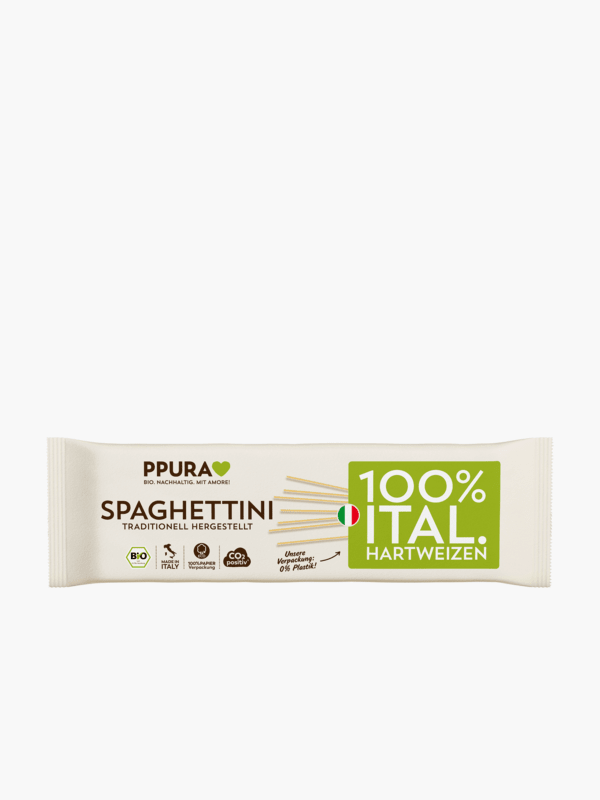 PPURA
BIO. NACHHALTIG. MIT AMORE!
SPAGHETTINI
TRADITIONELL HERGESTELLT
BIO
MADE IN
ITALY
100% PAPIER
Verpackung
CO2
positiv
Unsere
Verpackung:
0% Plastik!
100%
ITAL.
HARTWEIZEN